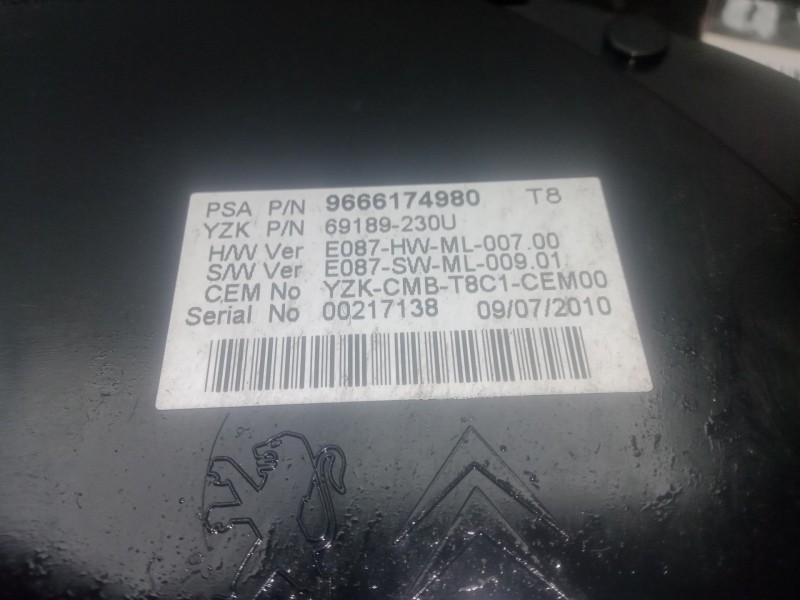 PSA P/N 9666174980 T8
YZK P/N 69189-230U
H/W Ver E087-HW-ML-007.00
S/W Ver E087-SW-ML-009.01
CEM No YZK-CMB-T8C1-CEM00
Serial No 00217138 09/07/2010